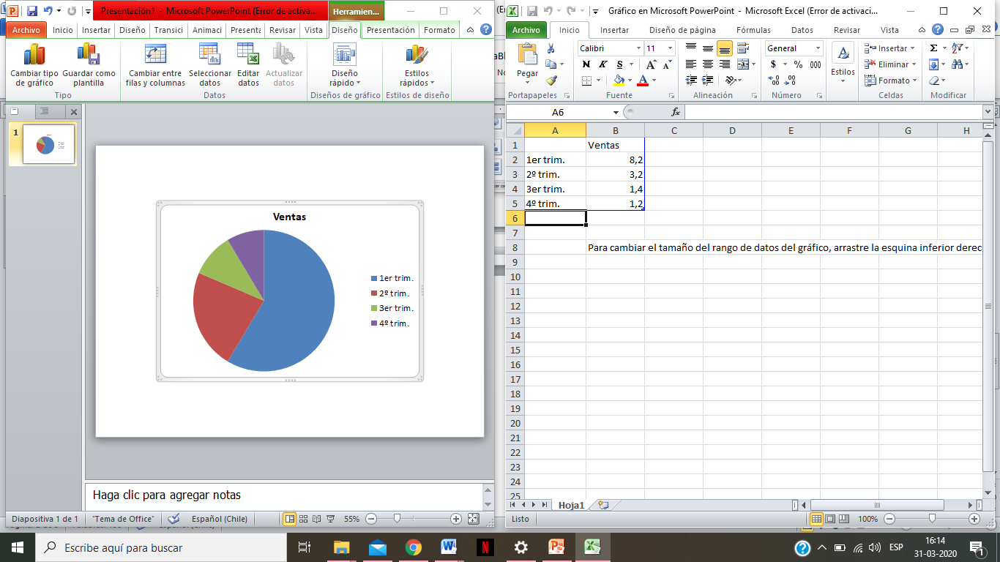 Presentación1 - Microsoft PowerPoint (Error de activa...
Herramien...
Archivo Inicio Insertar Diseño Transici Animaci Presenta Revisar Vista Diseño Presentación Formato
Cambiar tipo de gráfico
Guardar como plantilla
Cambiar entre filas y columnas
Seleccionar datos
Editar datos
Actualizar datos
Diseño rápido
Estilos rápidos
Tipo Datos Diseños de gráfico Estilos de diseño
1
Ventas
1er trim.
2º trim.
3er trim.
4º trim.
Haga clic para agregar notas
Diapositiva 1 de 1 "Tema de Office" Español (Chile) 55%
Gráfico en Microsoft PowerPoint - Microsoft Excel (Error de activaci...
Archivo Inicio Insertar Diseño de página Fórmulas Datos Revisar Vista
Pegar
Calibri 11
N K S A A
A
General
$ % 000
Estilos
Insertar
Eliminar
Formato
Portapapeles Fuente Alineación Número Celdas Modificar
A6 fx
A B C D E F G H
1 Ventas
2 1er trim. 8,2
3 2º trim. 3,2
4 3er trim. 1,4
5 4º trim. 1,2
6
7
8 Para cambiar el tamaño del rango de datos del gráfico, arrastre la esquina inferior derec
9
10
11
12
13
14
15
16
17
18
19
20
21
22
23
24
25
Hoja1
Listo 100%
Escribe aquí para buscar
ESP
16:14
31-03-2020
1